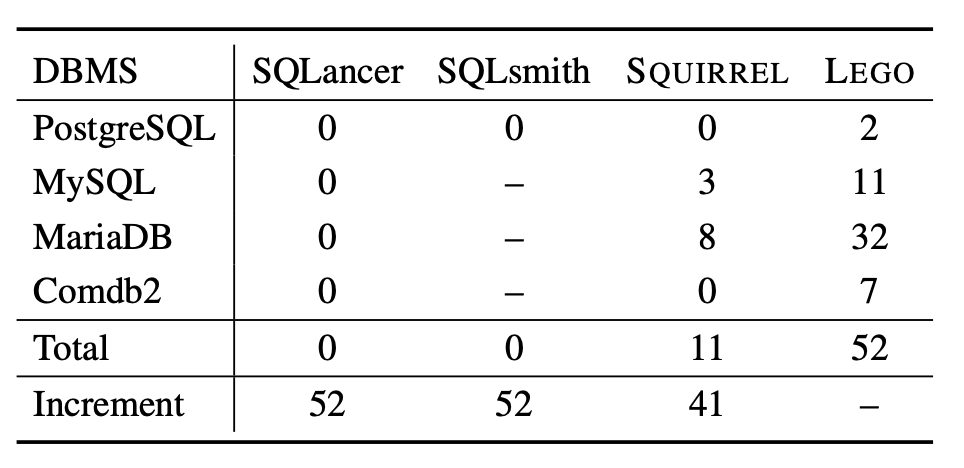 DBMS SQLancer SQLsmith SQUIRREL LEGO
PostgreSQL 0 0 0 2
MySQL 0 – 3 11
MariaDB 0 – 8 32
Comdb2 0 – 0 7
Total 0 0 11 52
Increment 52 52 41 –